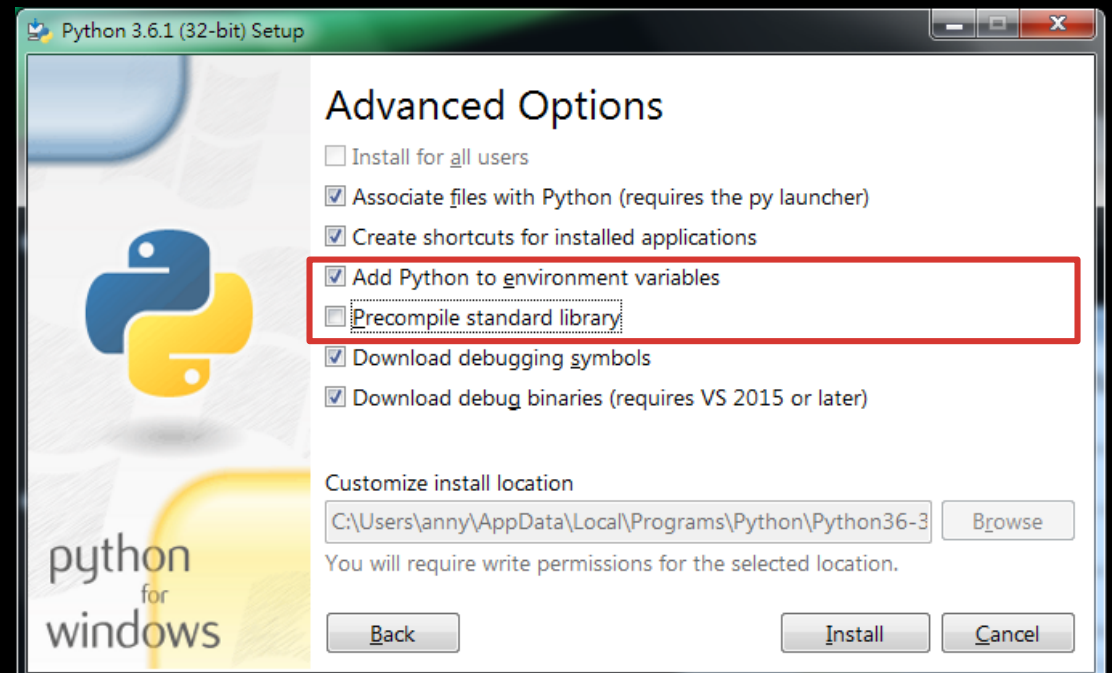 Python 3.6.1 (32-bit) Setup
Advanced Options
Install for all users
Associate files with Python (requires the py launcher)
Create shortcuts for installed applications
Add Python to environment variables
Precompile standard library
Download debugging symbols
Download debug binaries (requires VS 2015 or later)
Customize install location
C:\Users\anny\AppData\Local\Programs\Python\Python36-3
Browse
You will require write permissions for the selected location.
python
for
windows
Back
Install
Cancel